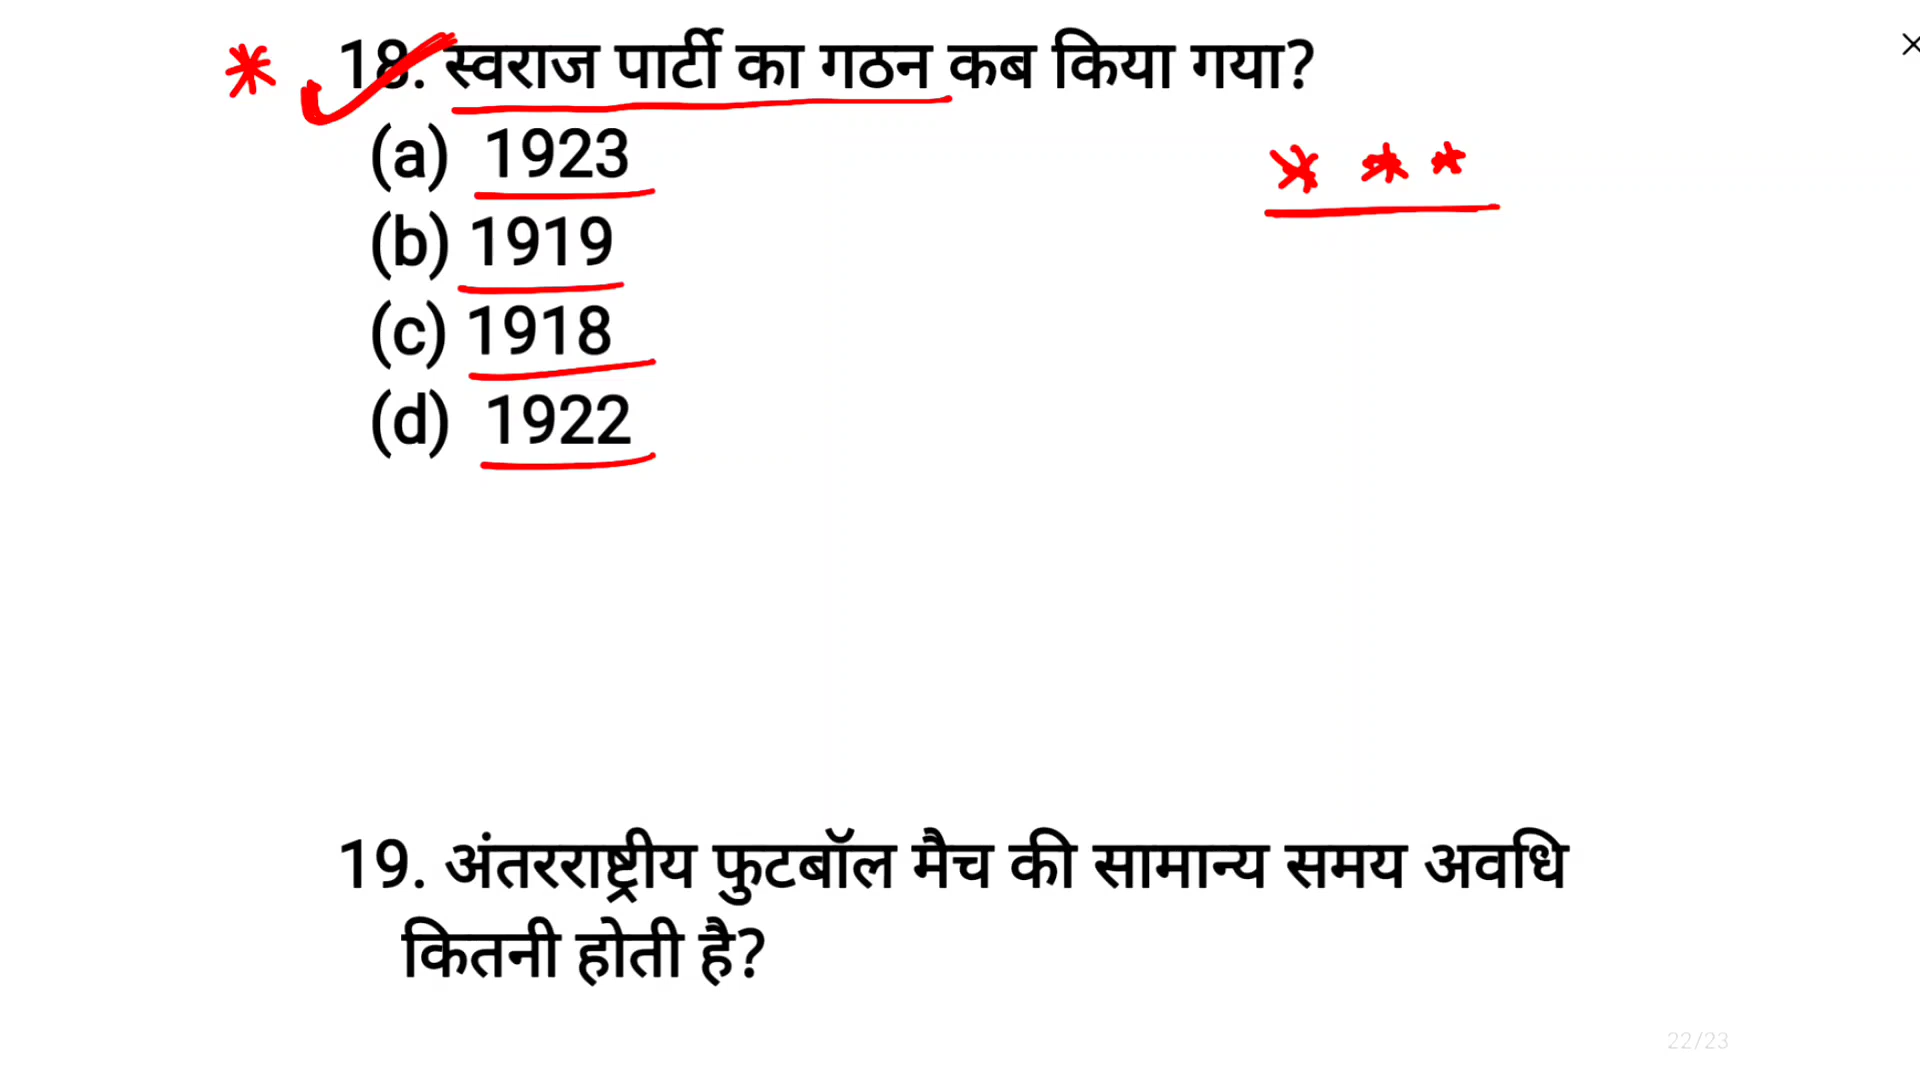 18. स्वराज पार्टी का गठन कब किया गया?
(a) 1923
(b) 1919
(c) 1918
(d) 1922
19. अंतरराष्ट्रीय फुटबॉल मैच की सामान्य समय अवधि
कितनी होती है?
22/23